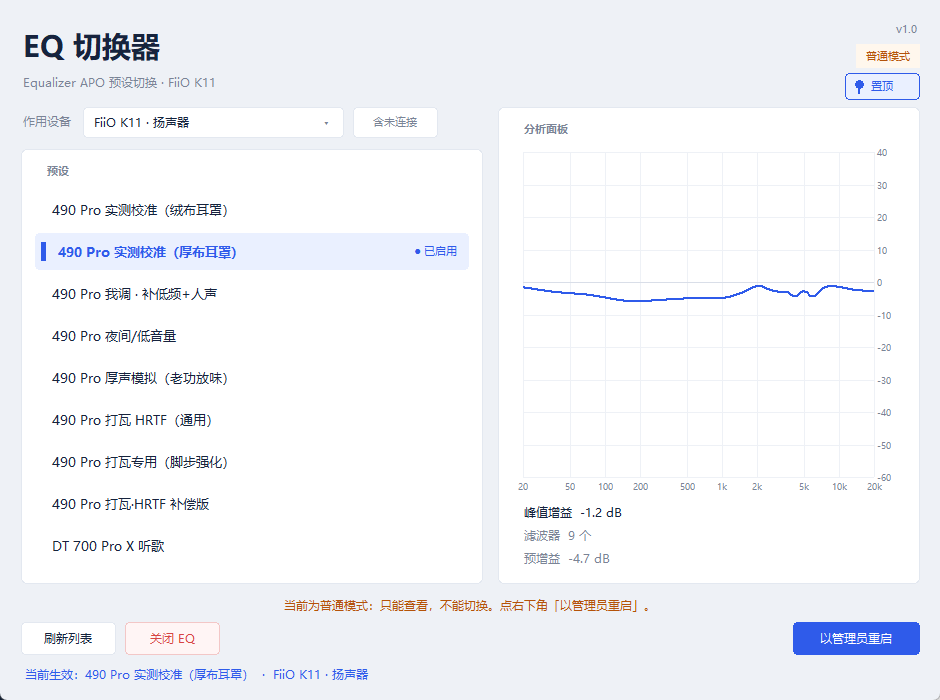 EQ 切换器
Equalizer APO 预设切换 · FiiO K11
v1.0
普通模式
置顶
作用设备
FiiO K11 · 扬声器
含未连接
预设
490 Pro 实测校准（绒布耳罩）
490 Pro 实测校准（厚布耳罩）
已启用
490 Pro 我调 · 补低频+人声
490 Pro 夜间/低音量
490 Pro 厚声模拟（老功放味）
490 Pro 打瓦 HRTF（通用）
490 Pro 打瓦专用（脚步强化）
490 Pro 打瓦·HRTF 补偿版
DT 700 Pro X 听歌
分析面板
40
30
20
10
0
-10
-20
-30
-40
-50
-60
20 50 100 200 500 1k 2k 5k 10k 20k
峰值增益 -1.2 dB
滤波器 9 个
预增益 -4.7 dB
当前为普通模式：只能查看，不能切换。点右下角「以管理员重启」。
刷新列表
关闭 EQ
以管理员重启
当前生效：490 Pro 实测校准（厚布耳罩） · FiiO K11 · 扬声器